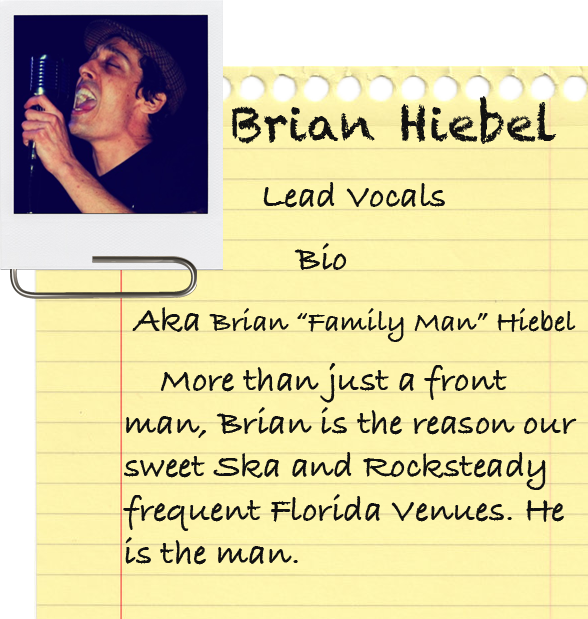 Brian Hiebel
Lead Vocals
Bio
Aka Brian “Family Man” Hiebel
More than just a front
man, Brian is the reason our
sweet Ska and Rocksteady
frequent Florida Venues. He
is the man.